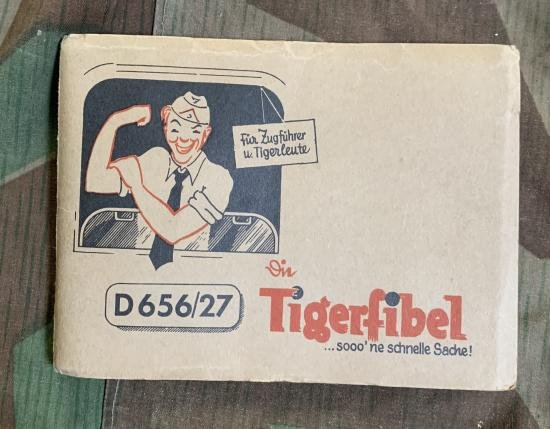 Für Zugführer
u. Tigerleute
D 656/27
Die
Tigerfibel
...sooo' ne schnelle Sache!